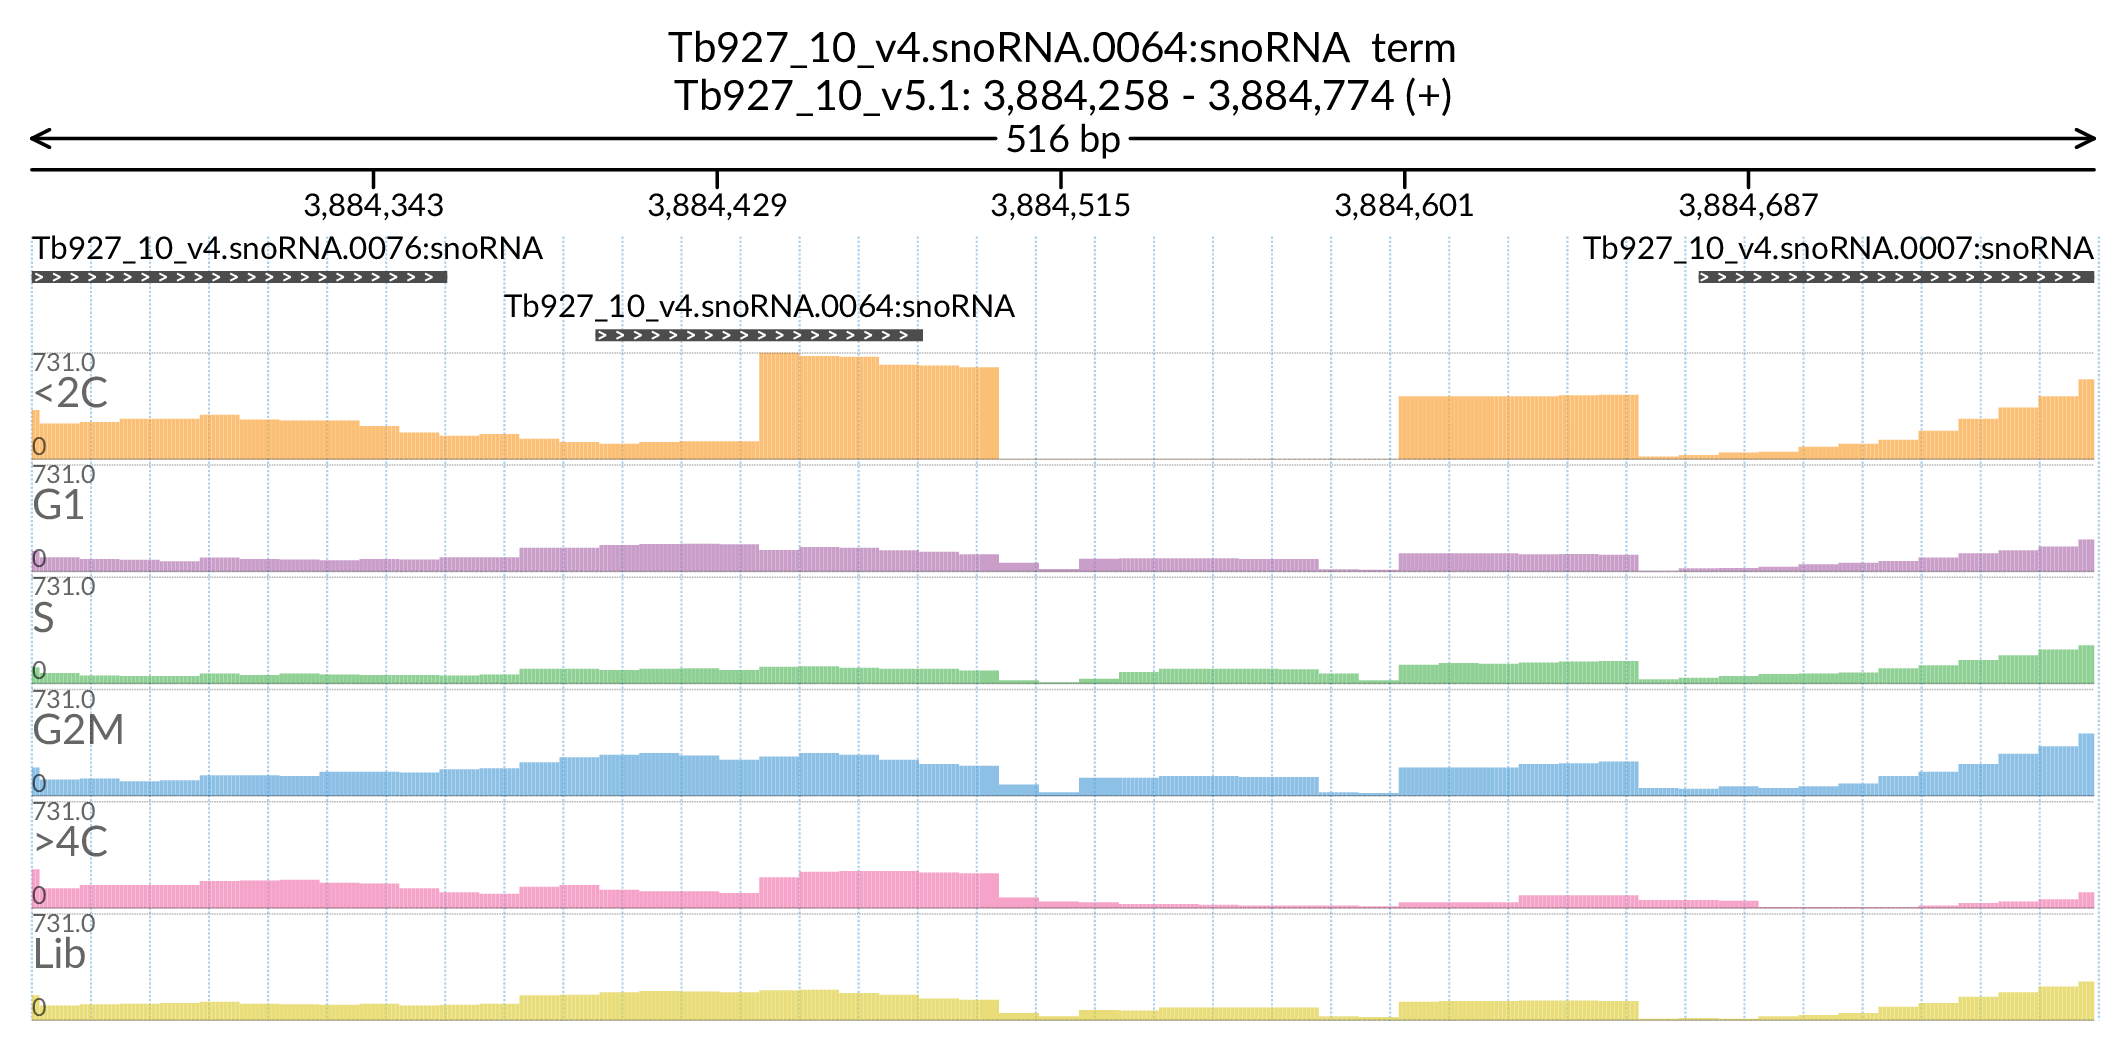 Tb927_10_v4.snoRNA.0064:snoRNA term
Tb927_10_v5.1: 3,884,258 - 3,884,774 (+)
516 bp
3,884,343 3,884,429 3,884,515 3,884,601 3,884,687
Tb927_10_v4.snoRNA.0076:snoRNA Tb927_10_v4.snoRNA.0007:snoRNA
Tb927_10_v4.snoRNA.0064:snoRNA
731.0
<2C
0
731.0
G1
0
731.0
S
0
731.0
G2M
0
731.0
>4C
0
731.0
Lib
0